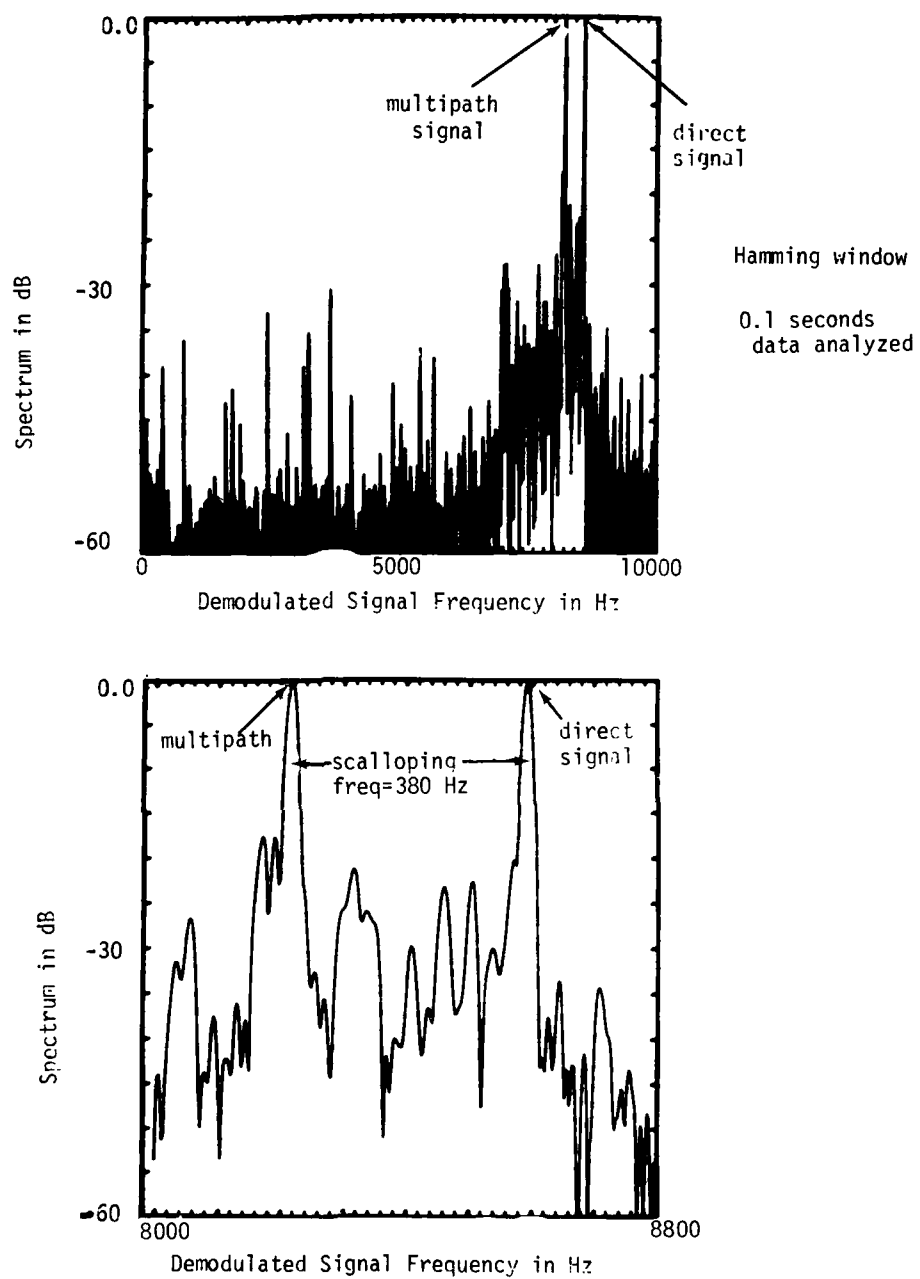 0.0
multipath
signal
direct
signal
Hamming window
-30
0.1 seconds
data analyzed
Spectrum in dB
-60
0
5000
10000
Demodulated Signal Frequency in Hz
0.0
multipath
direct
signal
scalloping
freq=380 Hz
-30
Spectrum in dB
-60
8000
8800
Demodulated Signal Frequency in Hz